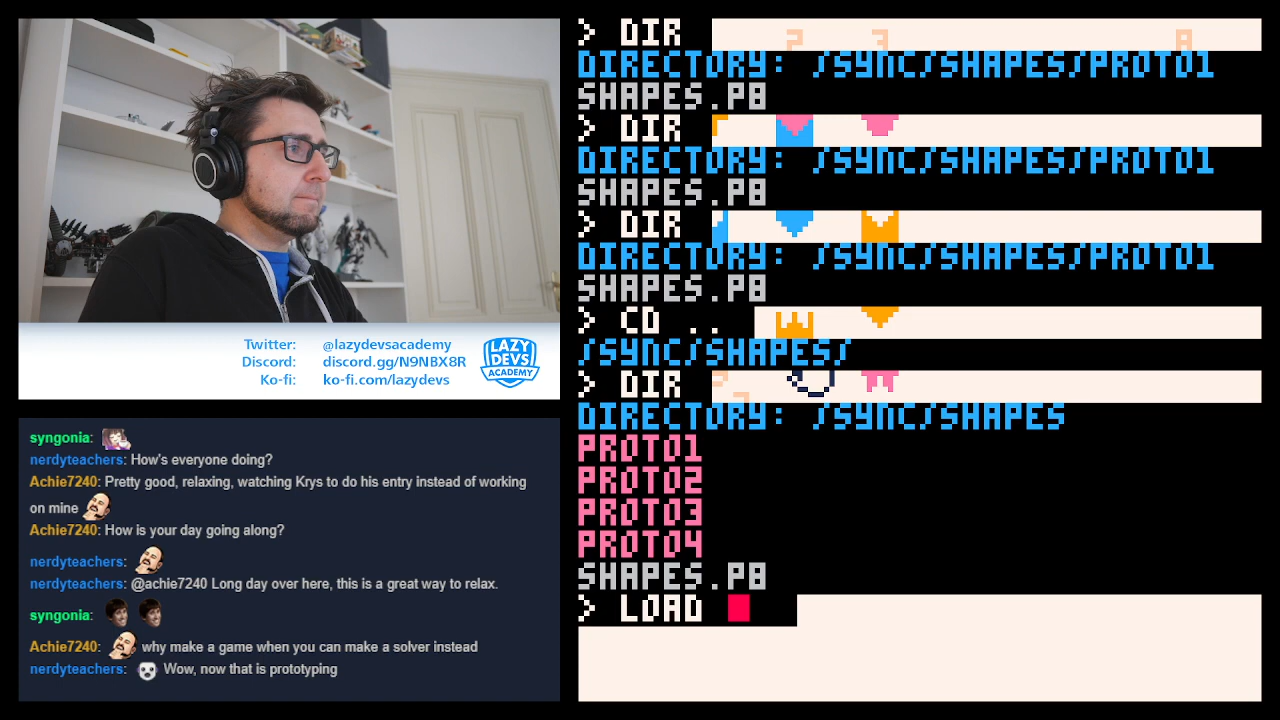 Twitter: @lazydevsacademy
Discord: discord.gg/N9NBX8R
Ko-fi: ko-fi.com/lazydevs
LAZY
DEVS
ACADEMY
syngonia:
nerdyteachers: How's everyone doing?
Achie7240: Pretty good, relaxing, watching Krys to do his entry instead of working
on mine
Achie7240: How is your day going along?
nerdyteachers:
nerdyteachers: @achie7240 Long day over here, this is a great way to relax.
syngonia:
Achie7240: why make a game when you can make a solver instead
nerdyteachers: Wow, now that is prototyping
> DIR
DIRECTORY: /SYNC/SHAPES/PROTO1
SHAPES.P8
> DIR
DIRECTORY: /SYNC/SHAPES/PROTO1
SHAPES.P8
> DIR
DIRECTORY: /SYNC/SHAPES/PROTO1
SHAPES.P8
> CD ..
/SYNC/SHAPES/
> DIR
DIRECTORY: /SYNC/SHAPES
PROTO1
PROTO2
PROTO3
PROTO4
SHAPES.P8
> LOAD